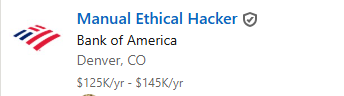 Manual Ethical Hacker
Bank of America
Denver, CO
$125K/yr - $145K/yr